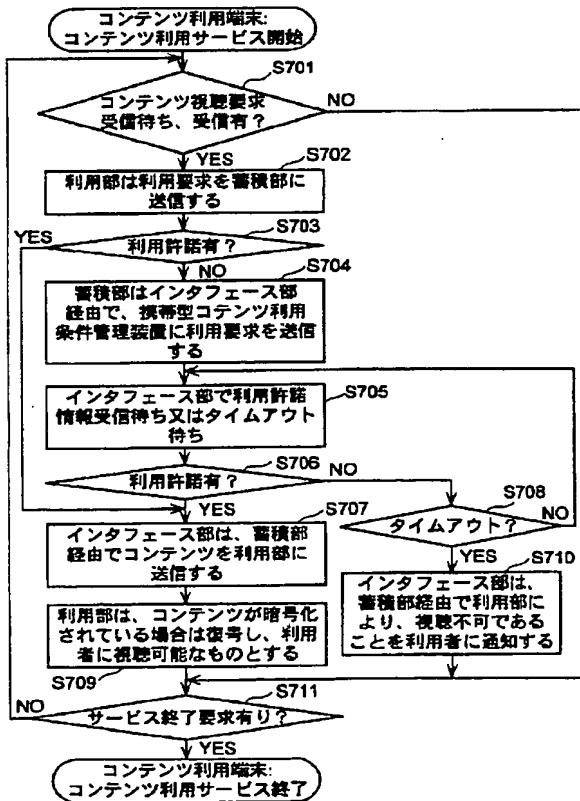 コンテンツ利用端末:
コンテンツ利用サービス開始
S701
コンテンツ視聴要求
受信待ち、受信有？
NO
YES
S702
利用部は利用要求を蓄積部に
送信する
S703
YES
利用許諾有？
NO
S704
蓄積部はインタフェース部
経由で、携帯型コテンツ利用
条件管理装置に利用要求を送信
する
インタフェース部で利用許諾
情報受信待ち又はタイムアウト
待ち
S705
S706
利用許諾有？
NO
YES
S707
インタフェース部は、蓄積部
経由でコンテンツを利用部に
送信する
S708
タイムアウト？
NO
YES
S710
インタフェース部は、
蓄積部経由で利用部に
より、視聴不可であるこ
とを利用者に通知する
利用部は、コンテンツが暗号化
されている場合は復号し、利用
者に視聴可能なものとする
S709
S711
NO
サービス終了要求有り？
YES
コンテンツ利用端末:
コンテンツ利用サービス終了